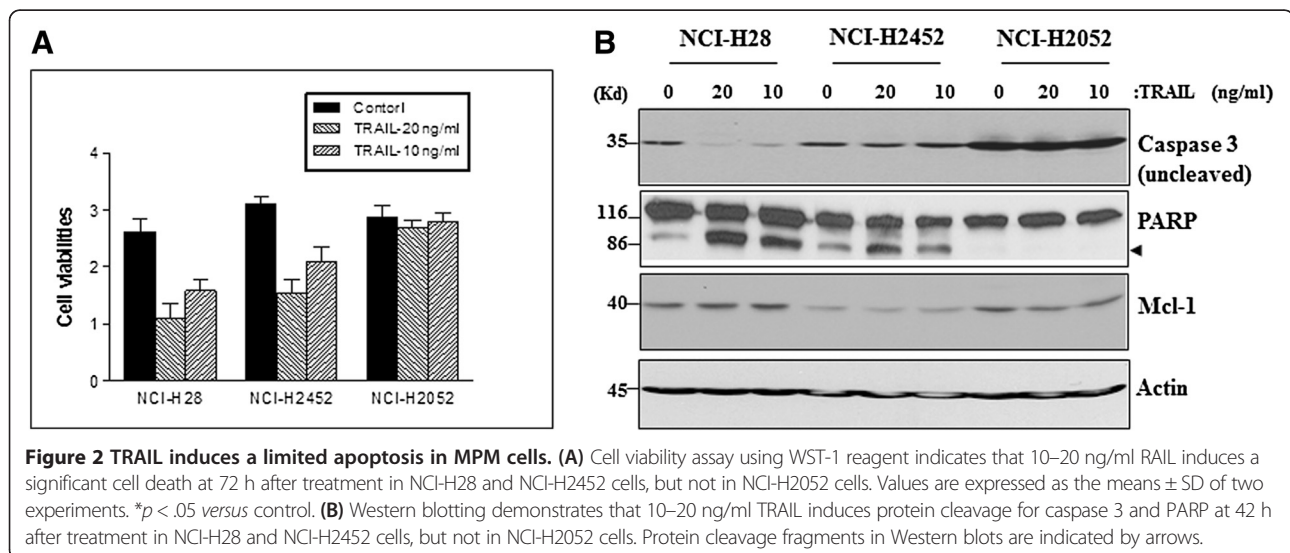 A
Contorl
TRAIL-20 ng/ml
TRAIL-10 ng/ml
4
3
2
1
0
Cell viabilities
NCI-H28 NCI-H2452 NCI-H2052
B
NCI-H28 NCI-H2452 NCI-H2052
(Kd) 0 20 10 0 20 10 0 20 10 :TRAIL (ng/ml)
35 Caspase 3
(uncleaved)
116 PARP
86
40 Mcl-1
45 Actin
Figure 2 TRAIL induces a limited apoptosis in MPM cells. (A) Cell viability assay using WST-1 reagent indicates that 10–20 ng/ml RAIL induces a
significant cell death at 72 h after treatment in NCI-H28 and NCI-H2452 cells, but not in NCI-H2052 cells. Values are expressed as the means ± SD of two
experiments. *p < .05 versus control. (B) Western blotting demonstrates that 10–20 ng/ml TRAIL induces protein cleavage for caspase 3 and PARP at 42 h
after treatment in NCI-H28 and NCI-H2452 cells, but not in NCI-H2052 cells. Protein cleavage fragments in Western blots are indicated by arrows.